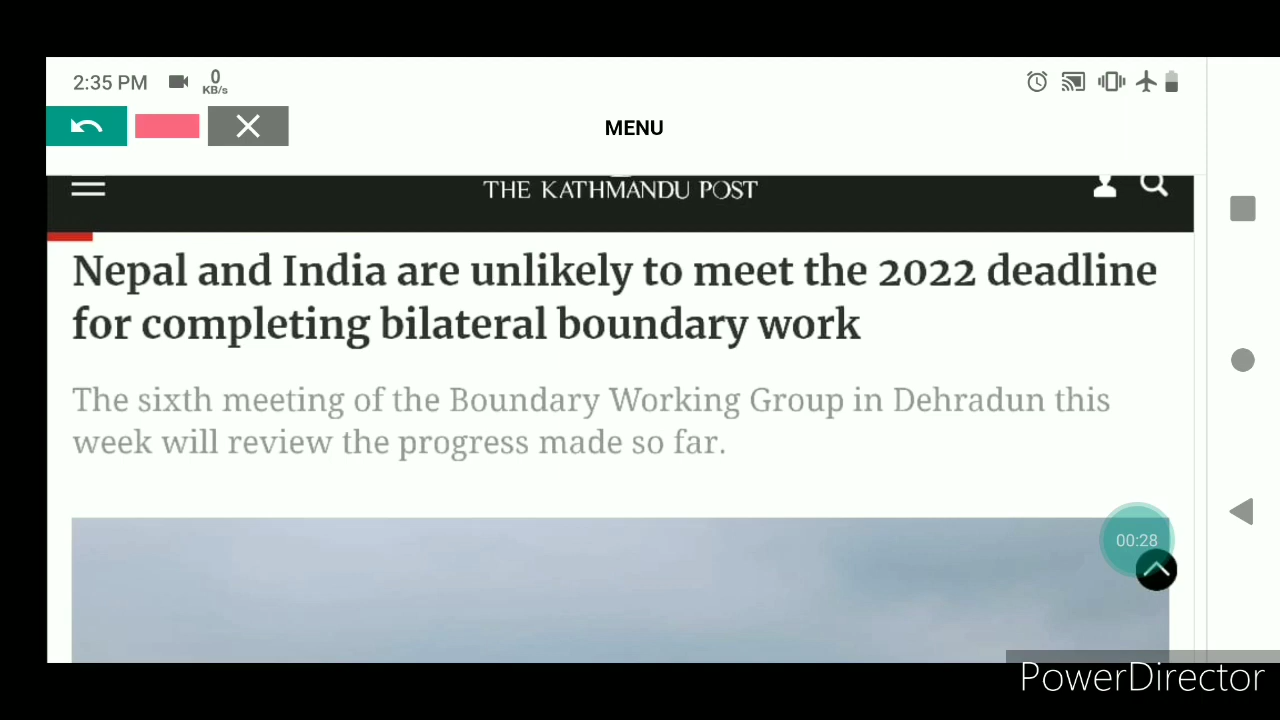 2:35 PM
0
KB/s
MENU
THE KATHMANDU POST
Nepal and India are unlikely to meet the 2022 deadline
for completing bilateral boundary work
The sixth meeting of the Boundary Working Group in Dehradun this
week will review the progress made so far.
00:28
PowerDirector